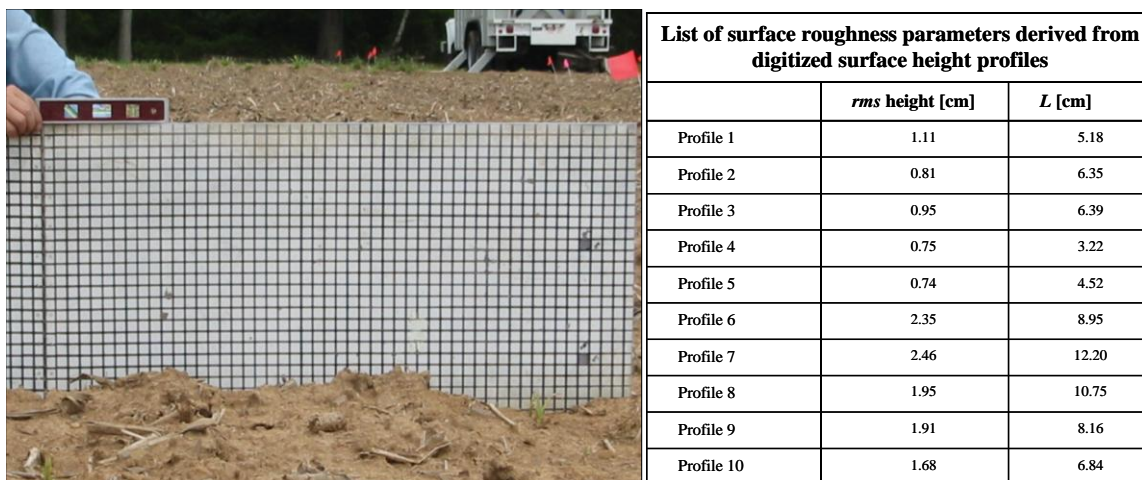 List of surface roughness parameters derived from
digitized surface height profiles
rms height [cm] L [cm]
Profile 1 1.11 5.18
Profile 2 0.81 6.35
Profile 3 0.95 6.39
Profile 4 0.75 3.22
Profile 5 0.74 4.52
Profile 6 2.35 8.95
Profile 7 2.46 12.20
Profile 8 1.95 10.75
Profile 9 1.91 8.16
Profile 10 1.68 6.84